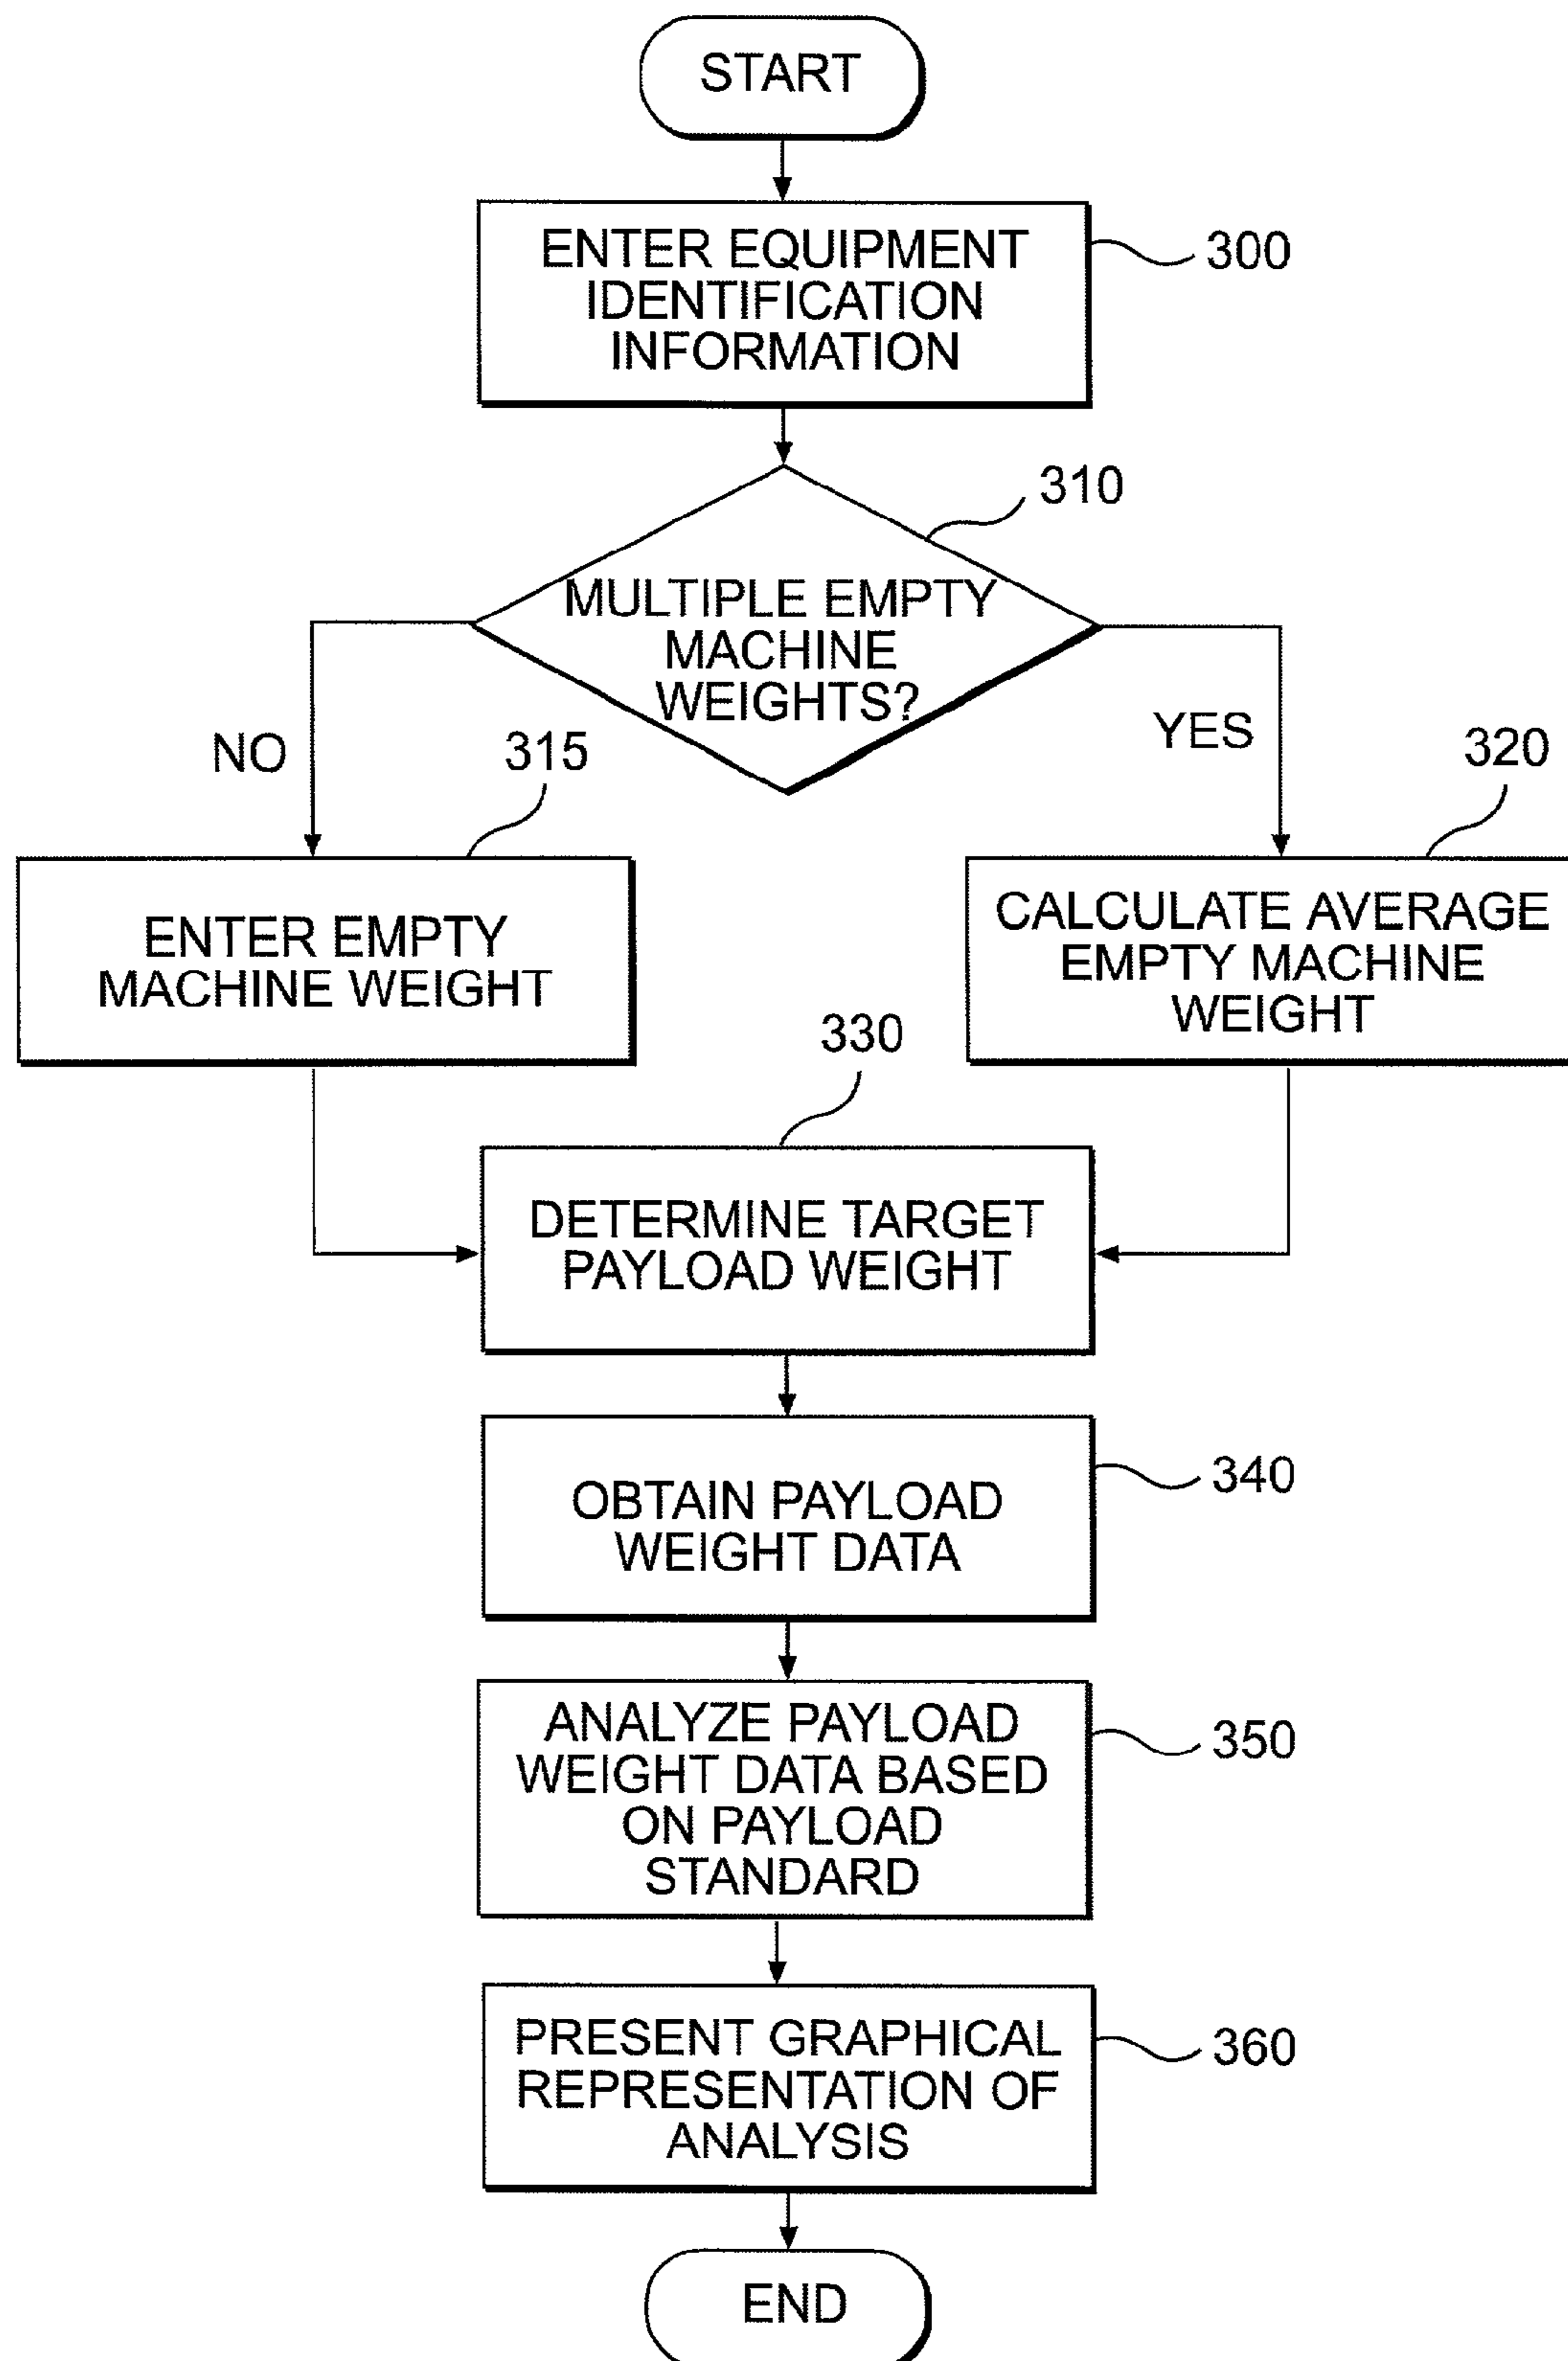 START
ENTER EQUIPMENT
IDENTIFICATION
INFORMATION
300
310
MULTIPLE EMPTY
MACHINE
WEIGHTS?
NO
YES
315
320
ENTER EMPTY
MACHINE WEIGHT
CALCULATE AVERAGE
EMPTY MACHINE
WEIGHT
330
DETERMINE TARGET
PAYLOAD WEIGHT
OBTAIN PAYLOAD
WEIGHT DATA
340
ANALYZE PAYLOAD
WEIGHT DATA BASED
ON PAYLOAD
STANDARD
350
PRESENT GRAPHICAL
REPRESENTATION OF
ANALYSIS
360
END